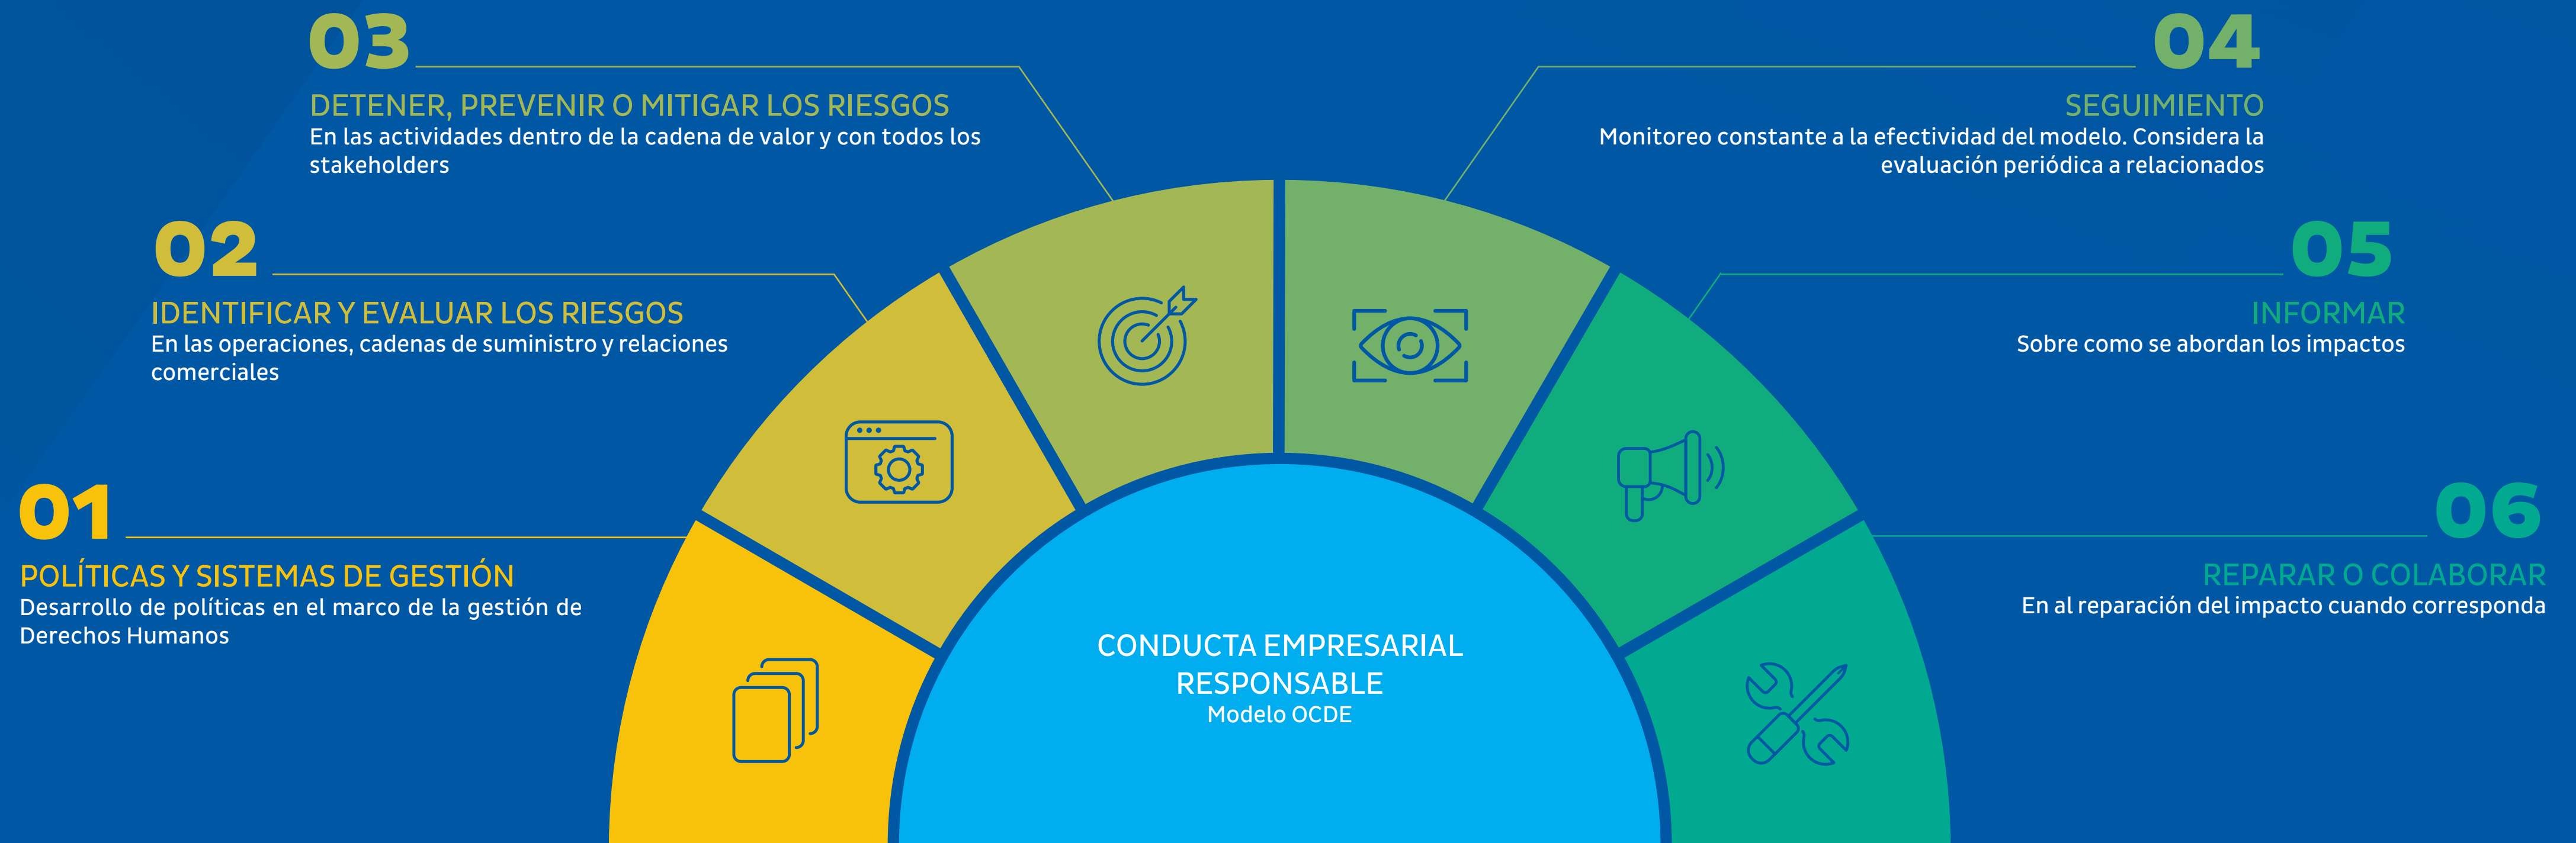 03
DETENER, PREVENIR O MITIGAR LOS RIESGOS
En las actividades dentro de la cadena de valor y con todos los
stakeholders
02
IDENTIFICAR Y EVALUAR LOS RIESGOS
En las operaciones, cadenas de suministro y relaciones
comerciales
01
POLÍTICAS Y SISTEMAS DE GESTIÓN
Desarrollo de políticas en el marco de la gestión de
Derechos Humanos
04
SEGUIMIENTO
Monitoreo constante a la efectividad del modelo. Considera la
evaluación periódica a relacionados
05
INFORMAR
Sobre como se abordan los impactos
06
REPARAR O COLABORAR
En al reparación del impacto cuando corresponda
CONDUCTA EMPRESARIAL
RESPONSABLE
Modelo OCDE